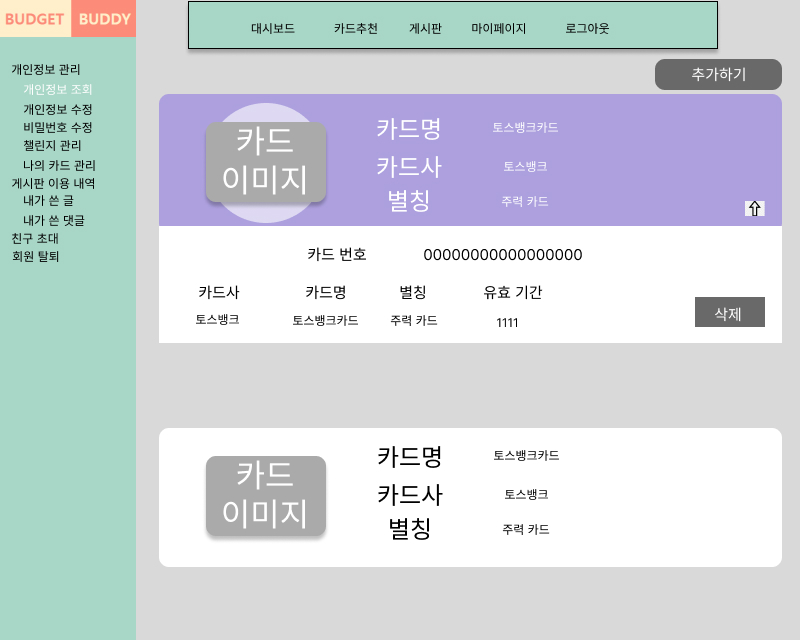 BUDGET BUDDY
대시보드 카드추천 게시판 마이페이지 로그아웃
개인정보 관리
개인정보 조회
개인정보 수정
비밀번호 수정
챌린지 관리
나의 카드 관리
게시판 이용 내역
내가 쓴 글
내가 쓴 댓글
친구 초대
회원 탈퇴
추가하기
카드
이미지
카드명 토스뱅크카드
카드사 토스뱅크
별칭 주력 카드
카드 번호 00000000000000000
카드사 카드명 별칭 유효 기간
토스뱅크 토스뱅크카드 주력 카드 1111
삭제
카드
이미지
카드명 토스뱅크카드
카드사 토스뱅크
별칭 주력 카드